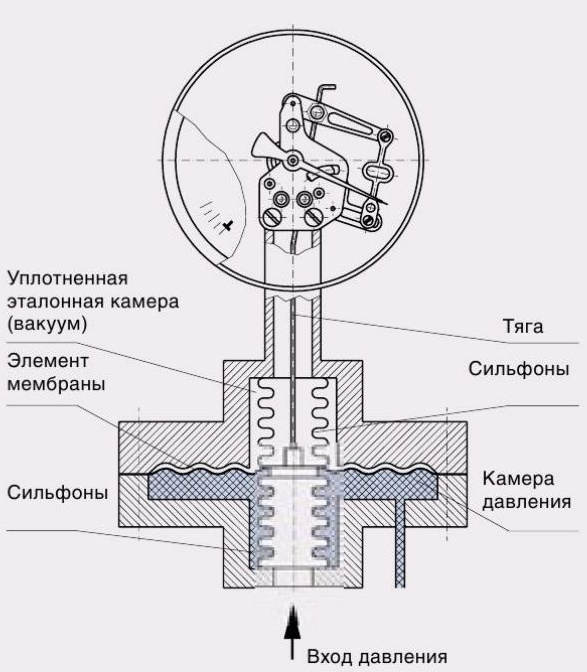 Уплотненная
эталонная камера
(вакуум)
Элемент
мембраны
Сильфоны
Тяга
Сильфоны
Камера
давления
Вход давления